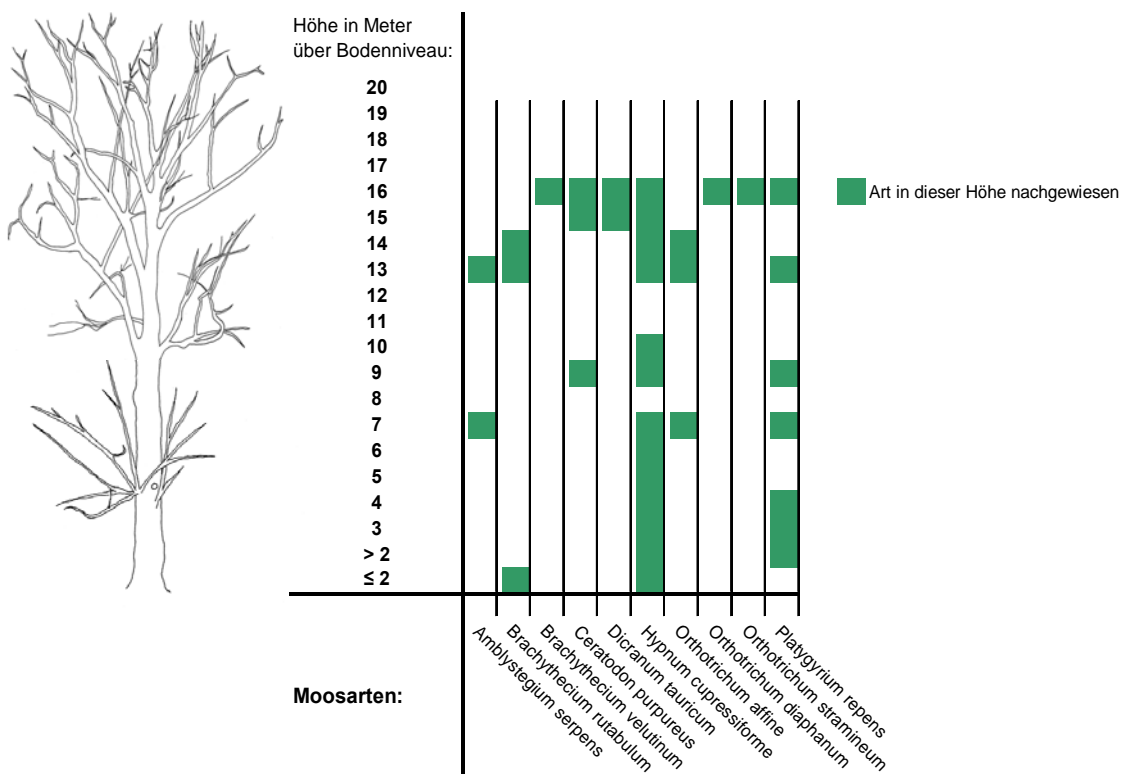 Höhe in Meter
über Bodenniveau:
20
19
18
17
16
15
14
13
12
11
10
9
8
7
6
5
4
3
> 2
≤ 2
Art in dieser Höhe nachgewiesen
Moosarten:
Amblystegium serpens
Brachythecium rutabulum
Brachythecium velutinum
Ceratodon purpureus
Dicranum tauricum
Hypnum cupressiforme
Orthotrichum affine
Orthotrichum diaphanum
Orthotrichum stramineum
Platygyrium repens